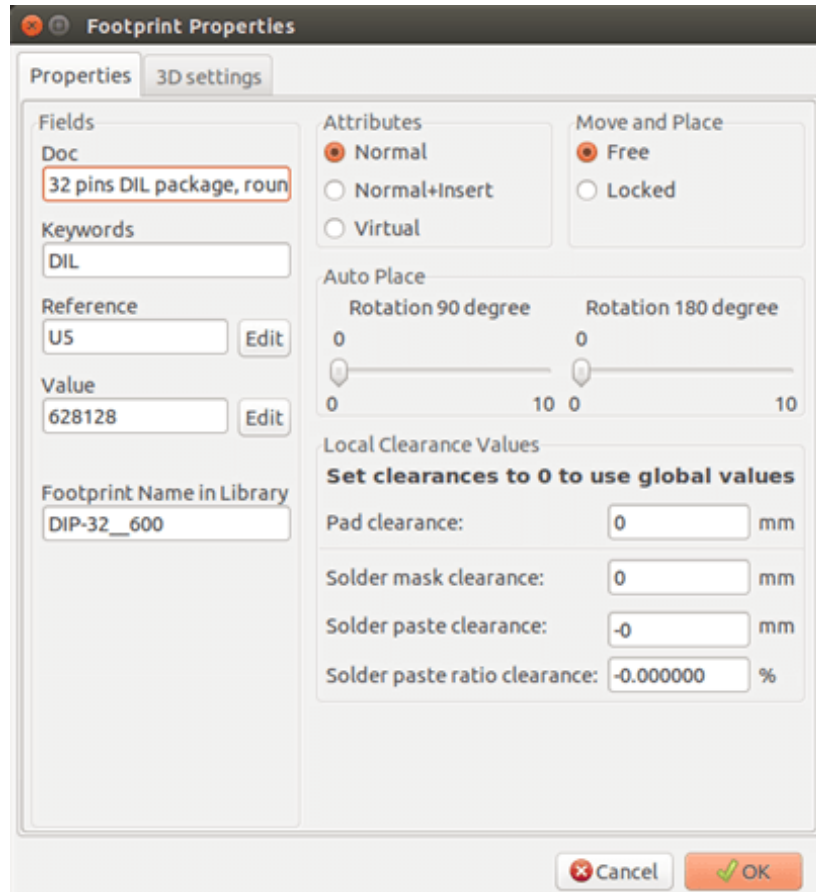 Footprint Properties
Properties 3D settings
Fields
Doc
32 pins DIL package, roun
Keywords
DIL
Reference
U5 Edit
Value
628128 Edit
Footprint Name in Library
DIP-32__600
Attributes
Normal
Normal+Insert
Virtual
Move and Place
Free
Locked
Auto Place
Rotation 90 degree Rotation 180 degree
0 0
0 10 0 10
Local Clearance Values
Set clearances to 0 to use global values
Pad clearance: 0 mm
Solder mask clearance: 0 mm
Solder paste clearance: -0 mm
Solder paste ratio clearance: -0.000000 %
Cancel OK